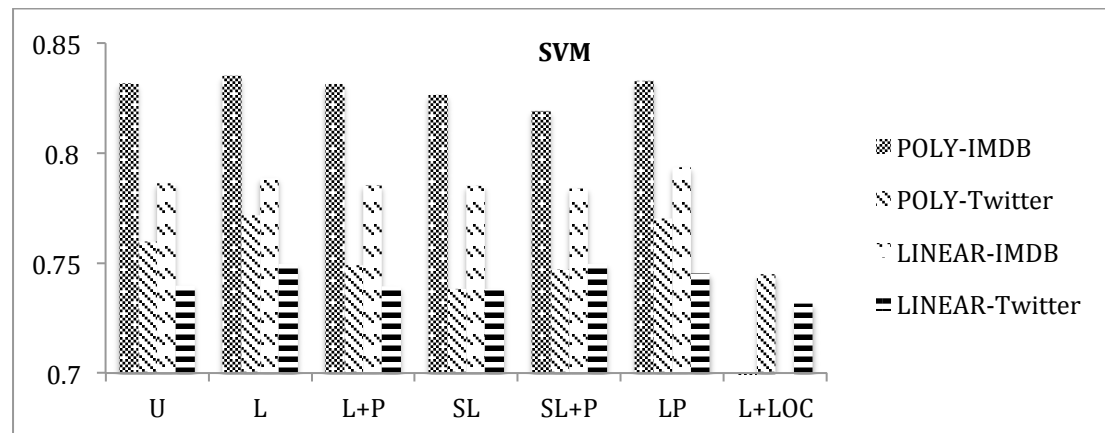 SVM
0.85
0.8
0.75
0.7
U L L+P SL SL+P LP L+LOC
POLY-IMDB
POLY-Twitter
LINEAR-IMDB
LINEAR-Twitter